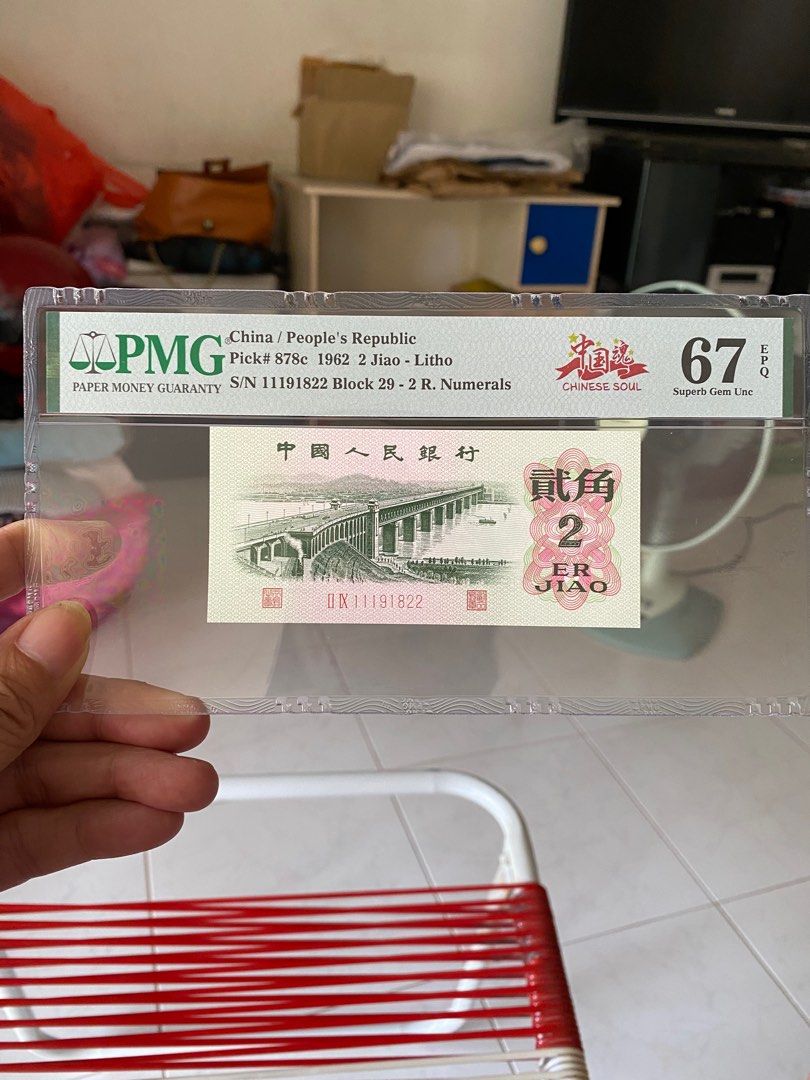 PMG
PAPER MONEY GUARANTY
China / People's Republic
Pick# 878c 1962 2 Jiao - Litho
S/N 11191822 Block 29 - 2 R. Numerals
中国魂
CHINESE SOUL
67
EPQ
Superb Gem Unc
中國人民銀行
貳角
2
ER
JIAO
II IX 11191822